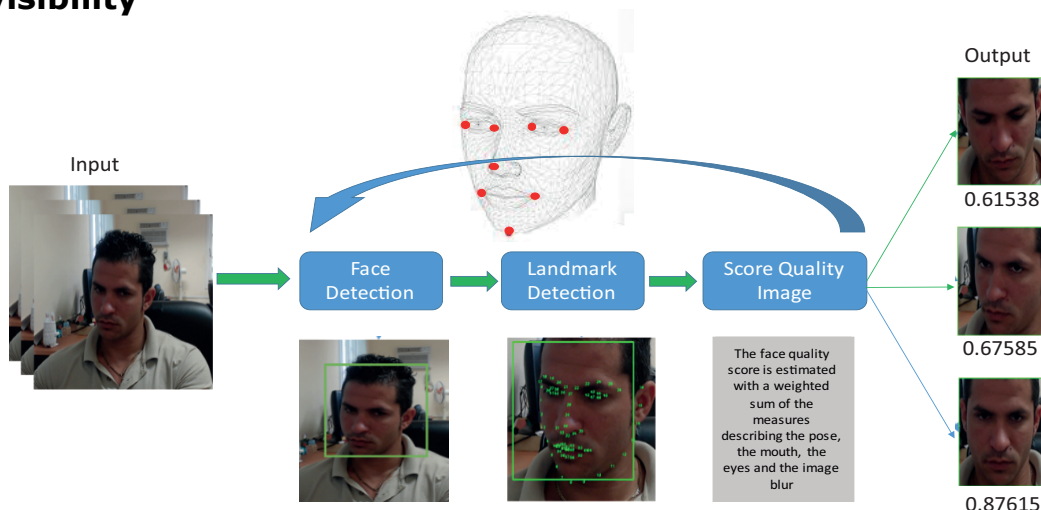 visibility
Input
Output
Face
Detection
Landmark
Detection
Score Quality
Image
The face quality
score is estimated
with a weighted
sum of the
measures
describing the pose,
the mouth, the
eyes and the image
blur
0.61538
0.67585
0.87615